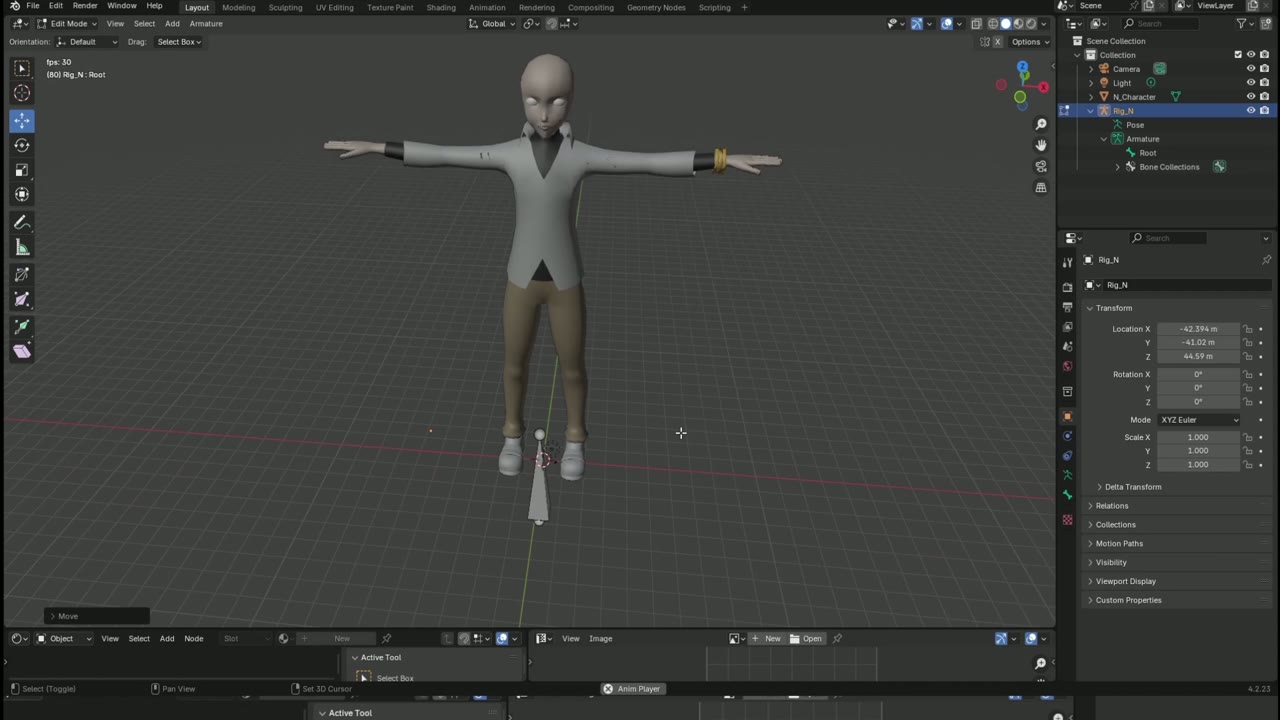 File Edit Render Window Help Layout Modeling Sculpting UV Editing Texture Paint Shading Animation Rendering Compositing Geometry Nodes Scripting + Scene ViewLayer
Edit Mode View Select Add Armature Global Search
Orientation: Default Drag: Select Box X Options
fps: 30
(80) Rig_N : Root
Z
Y
X
Move
Scene Collection
Collection
Camera
Light
N_Character
Rig_N
Pose
Armature
Root
Bone Collections
Search
Rig_N
Rig_N
Transform
Location X -42.394 m
Y -41.02 m
Z 44.59 m
Rotation X 0°
Y 0°
Z 0°
Mode XYZ Euler
Scale X 1.000
Y 1.000
Z 1.000
Delta Transform
Relations
Collections
Motion Paths
Visibility
Viewport Display
Custom Properties
Object View Select Add Node Slot New View Image New Open
Active Tool
Select Box
Select (Toggle) Pan View Set 3D Cursor Anim Player 4.2.23
Active Tool